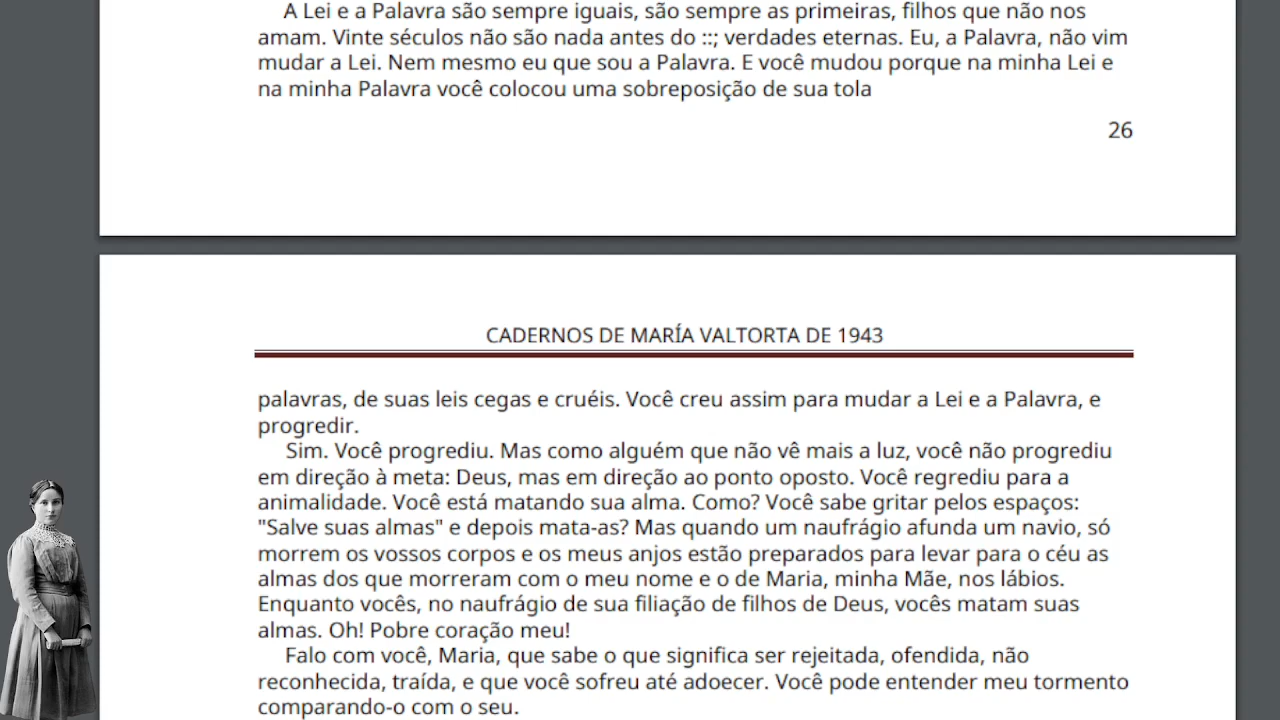 A Lei e a Palavra são sempre iguais, são sempre as primeiras, filhos que não nos
amam. Vinte séculos não são nada antes do ::; verdades eternas. Eu, a Palavra, não vim
mudar a Lei. Nem mesmo eu que sou a Palavra. E você mudou porque na minha Lei e
na minha Palavra você colocou uma sobreposição de sua tola
26
CADERNOS DE MARÍA VALTORTA DE 1943
palavras, de suas leis cegas e cruéis. Você creu assim para mudar a Lei e a Palavra, e
progredir.
Sim. Você progrediu. Mas como alguém que não vê mais a luz, você não progrediu
em direção à meta: Deus, mas em direção ao ponto oposto. Você regrediu para a
animalidade. Você está matando sua alma. Como? Você sabe gritar pelos espaços:
"Salve suas almas" e depois mata-as? Mas quando um naufrágio afunda um navio, só
morrem os vossos corpos e os meus anjos estão preparados para levar para o céu as
almas dos que morreram com o meu nome e o de Maria, minha Mãe, nos lábios.
Enquanto vocês, no naufrágio de sua filiação de filhos de Deus, vocês matam suas
almas. Oh! Pobre coração meu!
Falo com você, Maria, que sabe o que significa ser rejeitada, ofendida, não
reconhecida, traída, e que você sofreu até adoecer. Você pode entender meu tormento
comparando-o com o seu.